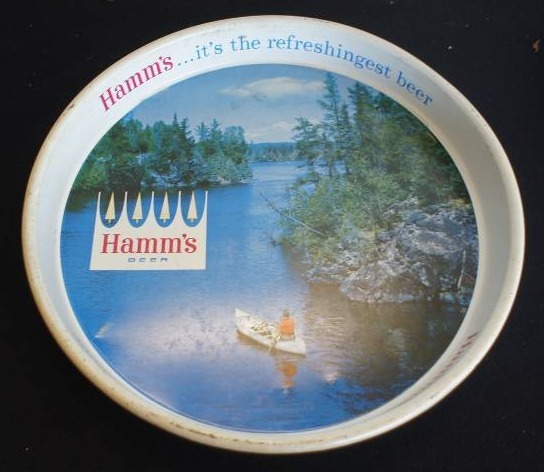 Hamm's...it's the refreshingest beer
Hamm's
BEER